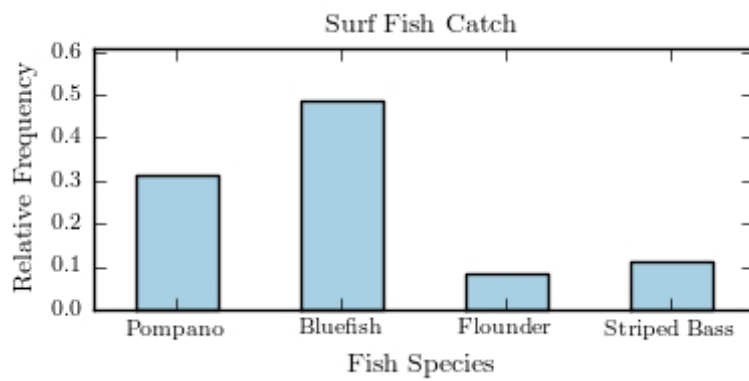 Surf Fish Catch
Relative Frequency
0.6
0.5
0.4
0.3
0.2
0.1
0.0
Pompano Bluefish Flounder Striped Bass
Fish Species